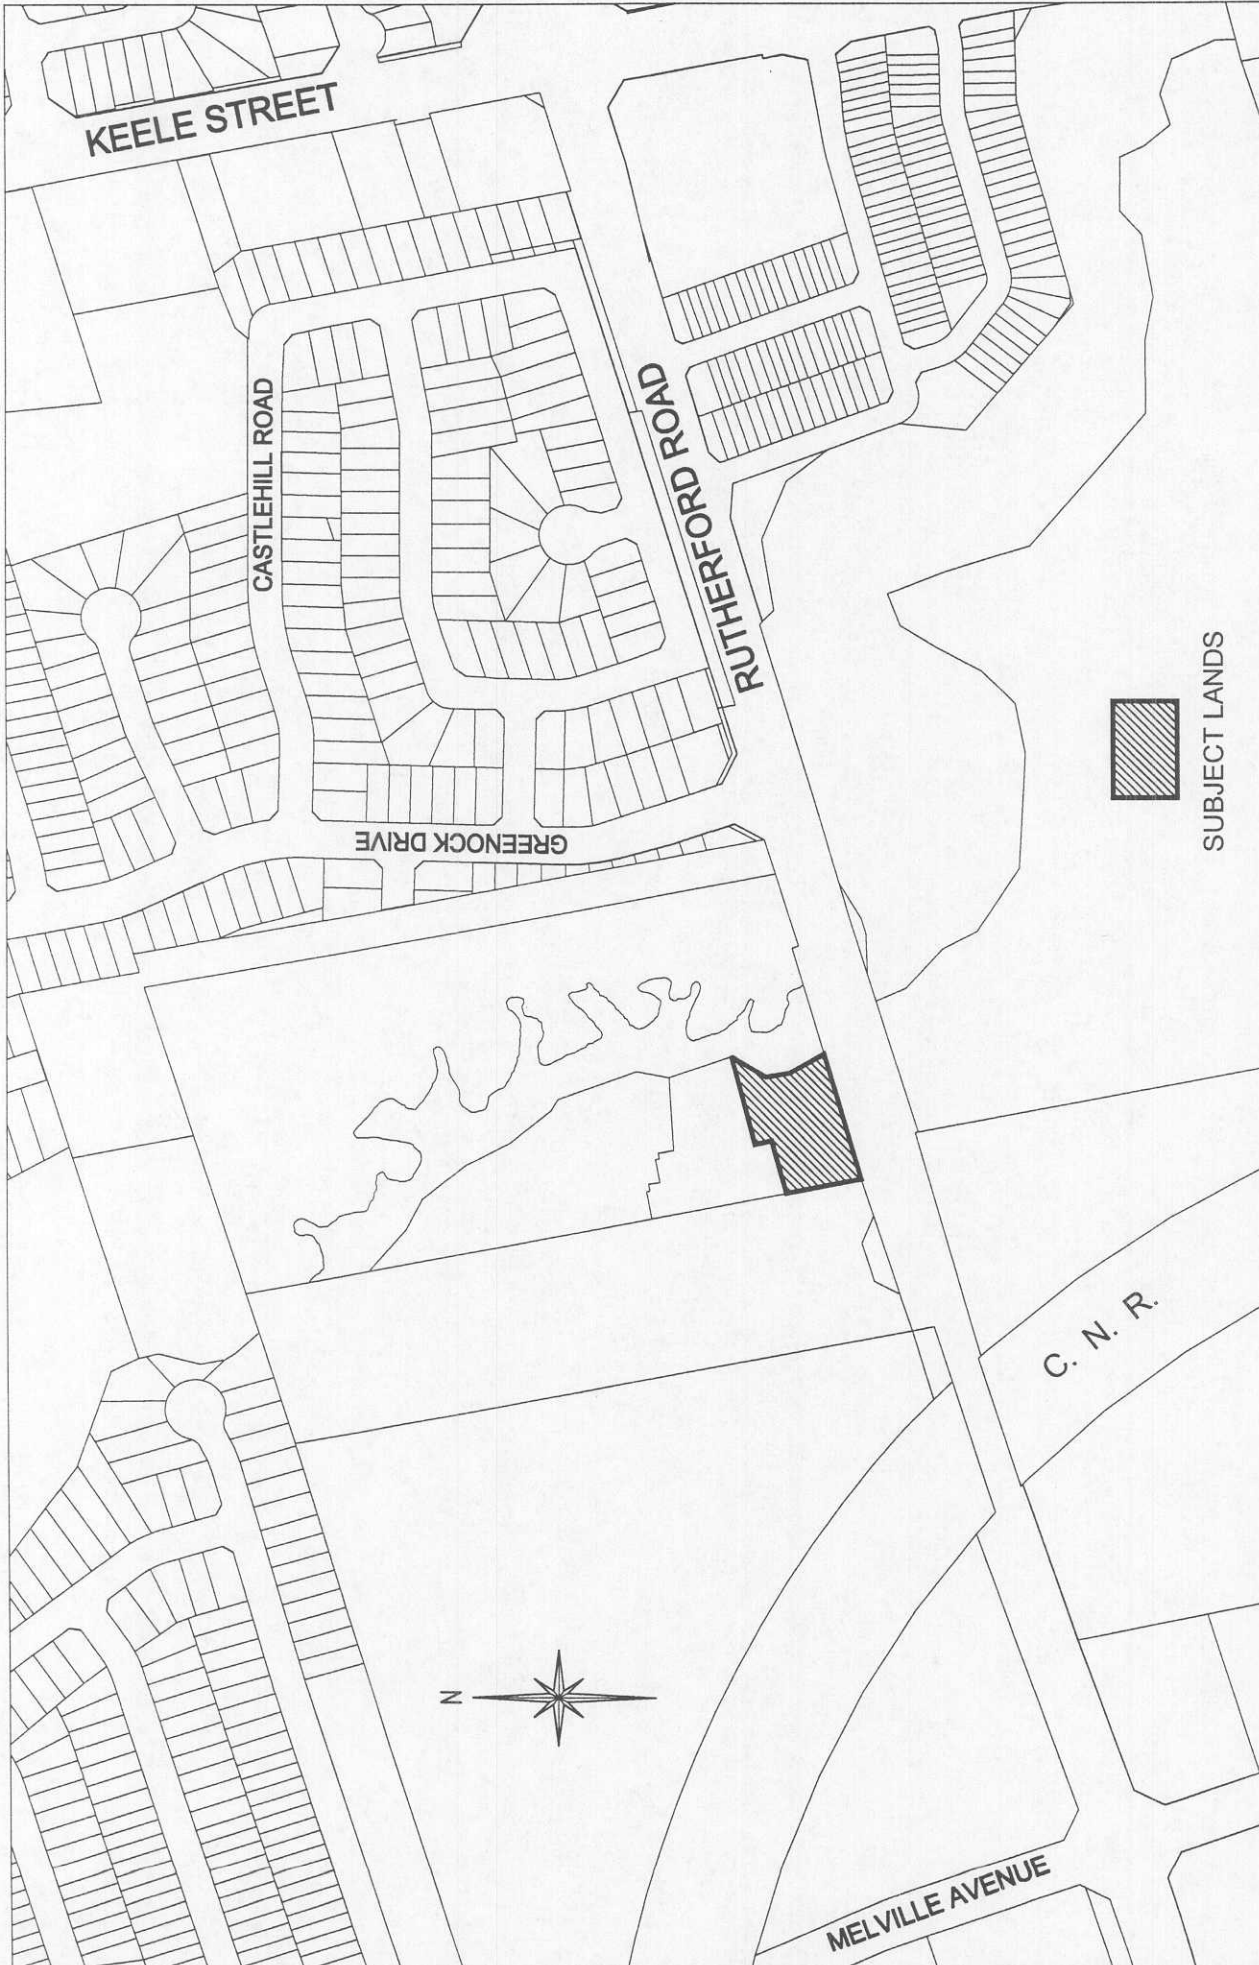 KEELE STREET
CASTLEHILL ROAD
RUTHERFORD ROAD
GREENOCK DRIVE
SUBJECT LANDS
C. N. R.
N
MELVILLE AVENUE